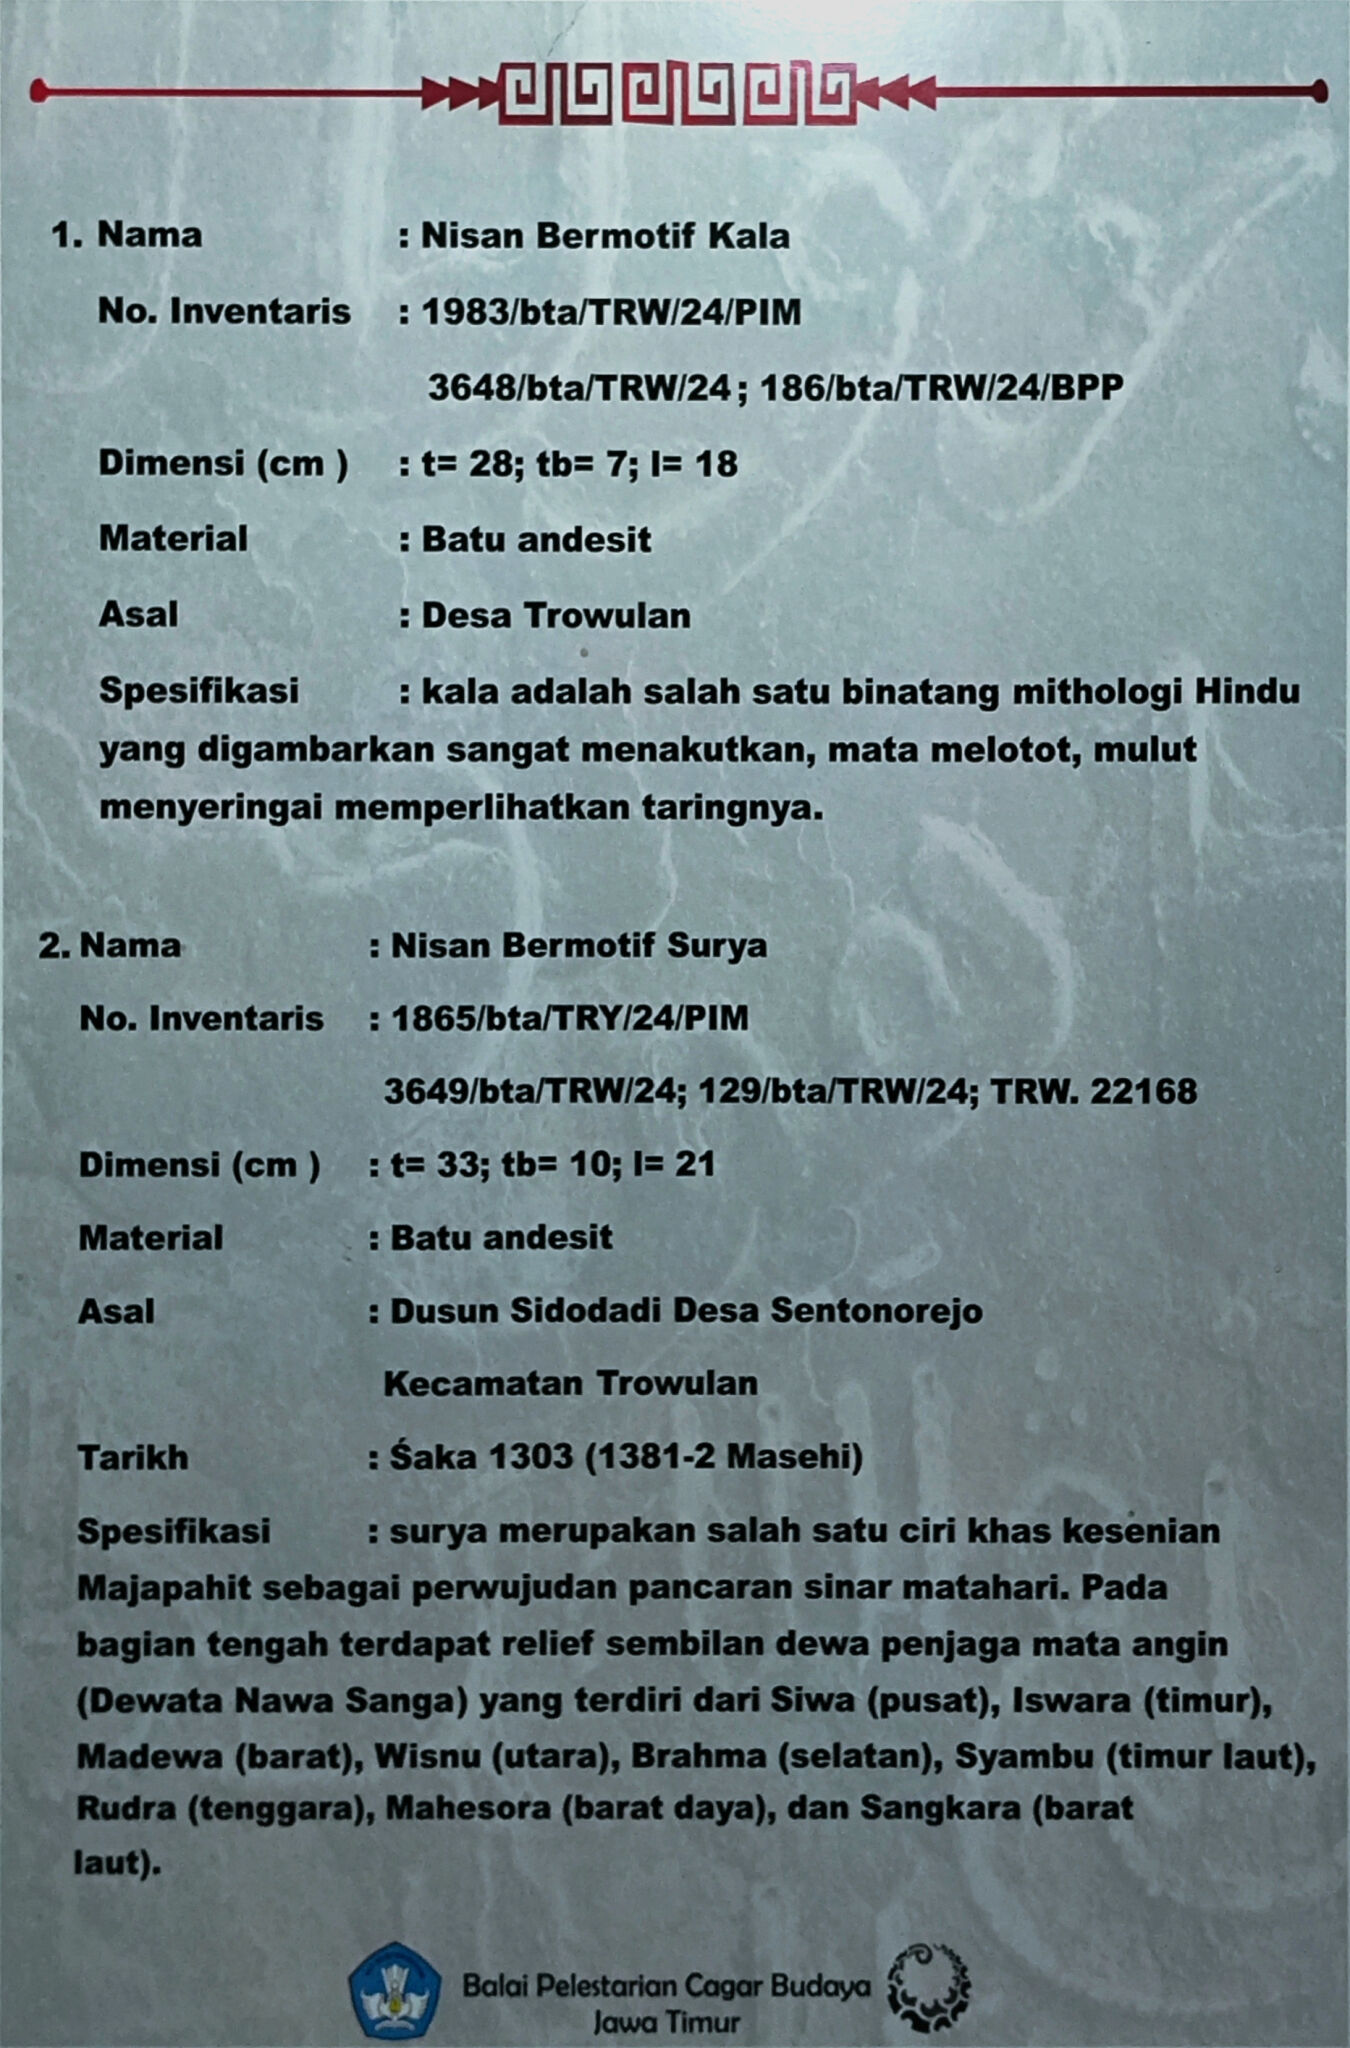 1. Nama : Nisan Bermotif Kala
No. Inventaris : 1983/bta/TRW/24/PIM
3648/bta/TRW/24; 186/bta/TRW/24/BPP
Dimensi (cm ) : t= 28; tb= 7; l= 18
Material : Batu andesit
Asal : Desa Trowulan
Spesifikasi : kala adalah salah satu binatang mithologi Hindu
yang digambarkan sangat menakutkan, mata melotot, mulut
menyeringai memperlihatkan taringnya.
2. Nama : Nisan Bermotif Surya
No. Inventaris : 1865/bta/TRY/24/PIM
3649/bta/TRW/24; 129/bta/TRW/24; TRW. 22168
Dimensi (cm ) : t= 33; tb= 10; l= 21
Material : Batu andesit
Asal : Dusun Sidodadi Desa Sentonorejo
Kecamatan Trowulan
Tarikh : Śaka 1303 (1381-2 Masehi)
Spesifikasi : surya merupakan salah satu ciri khas kesenian
Majapahit sebagai perwujudan pancaran sinar matahari. Pada
bagian tengah terdapat relief sembilan dewa penjaga mata angin
(Dewata Nawa Sanga) yang terdiri dari Siwa (pusat), Iswara (timur),
Madewa (barat), Wisnu (utara), Brahma (selatan), Syambu (timur laut),
Rudra (tenggara), Mahesora (barat daya), dan Sangkara (barat
laut).
Balai Pelestarian Cagar Budaya
Jawa Timur